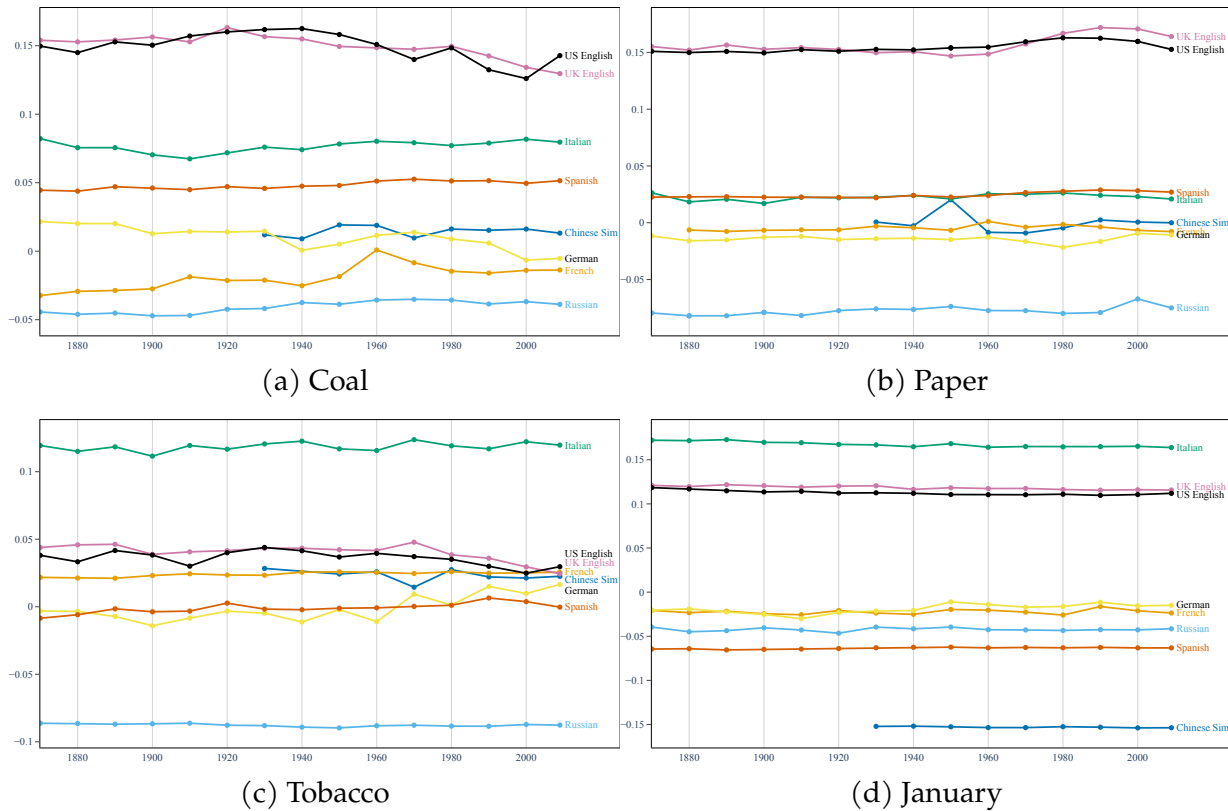 0.15
0.1
0.05
0
−0.05
US English
UK English
Italian
Spanish
Chinese Sim
German
French
Russian
1880
1900
1920
1940
1960
1980
2000
(a) Coal
0.15
0.1
0.05
0
−0.05
UK English
US English
Spanish
Italian
Chinese Sim
French
German
Russian
1880
1900
1920
1940
1960
1980
2000
(b) Paper
0.1
0.05
0
−0.05
−0.1
Italian
US English
UK English
French
Chinese Sim
German
Spanish
Russian
1880
1900
1920
1940
1960
1980
2000
(c) Tobacco
0.15
0.1
0.05
0
−0.05
−0.1
−0.15
Italian
UK English
US English
German
French
Russian
Spanish
Chinese Sim
1880
1900
1920
1940
1960
1980
2000
(d) January